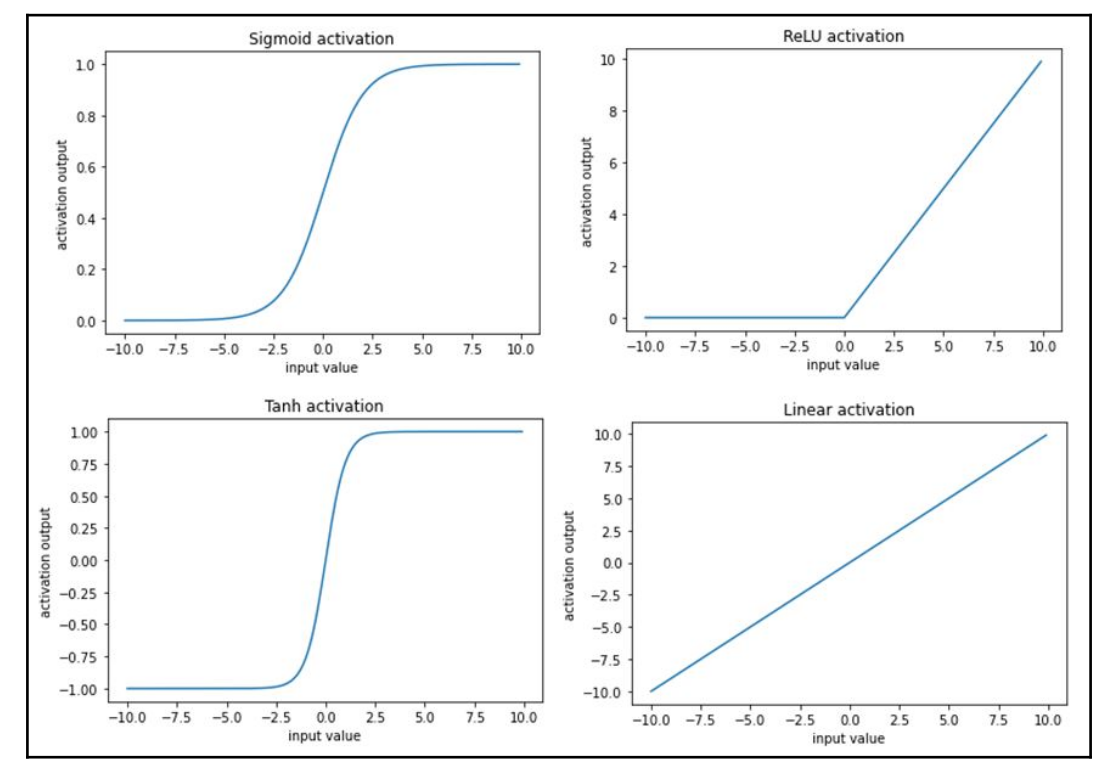 Sigmoid activation
1.0
0.8
0.6
0.4
0.2
0.0
activation output
−10.0 −7.5 −5.0 −2.5 0.0 2.5 5.0 7.5 10.0
input value
ReLU activation
10
8
6
4
2
0
activation output
−10.0 −7.5 −5.0 −2.5 0.0 2.5 5.0 7.5 10.0
input value
Tanh activation
1.00
0.75
0.50
0.25
0.00
−0.25
−0.50
−0.75
−1.00
activation output
−10.0 −7.5 −5.0 −2.5 0.0 2.5 5.0 7.5 10.0
input value
Linear activation
10.0
7.5
5.0
2.5
0.0
−2.5
−5.0
−7.5
−10.0
activation output
−10.0 −7.5 −5.0 −2.5 0.0 2.5 5.0 7.5 10.0
input value